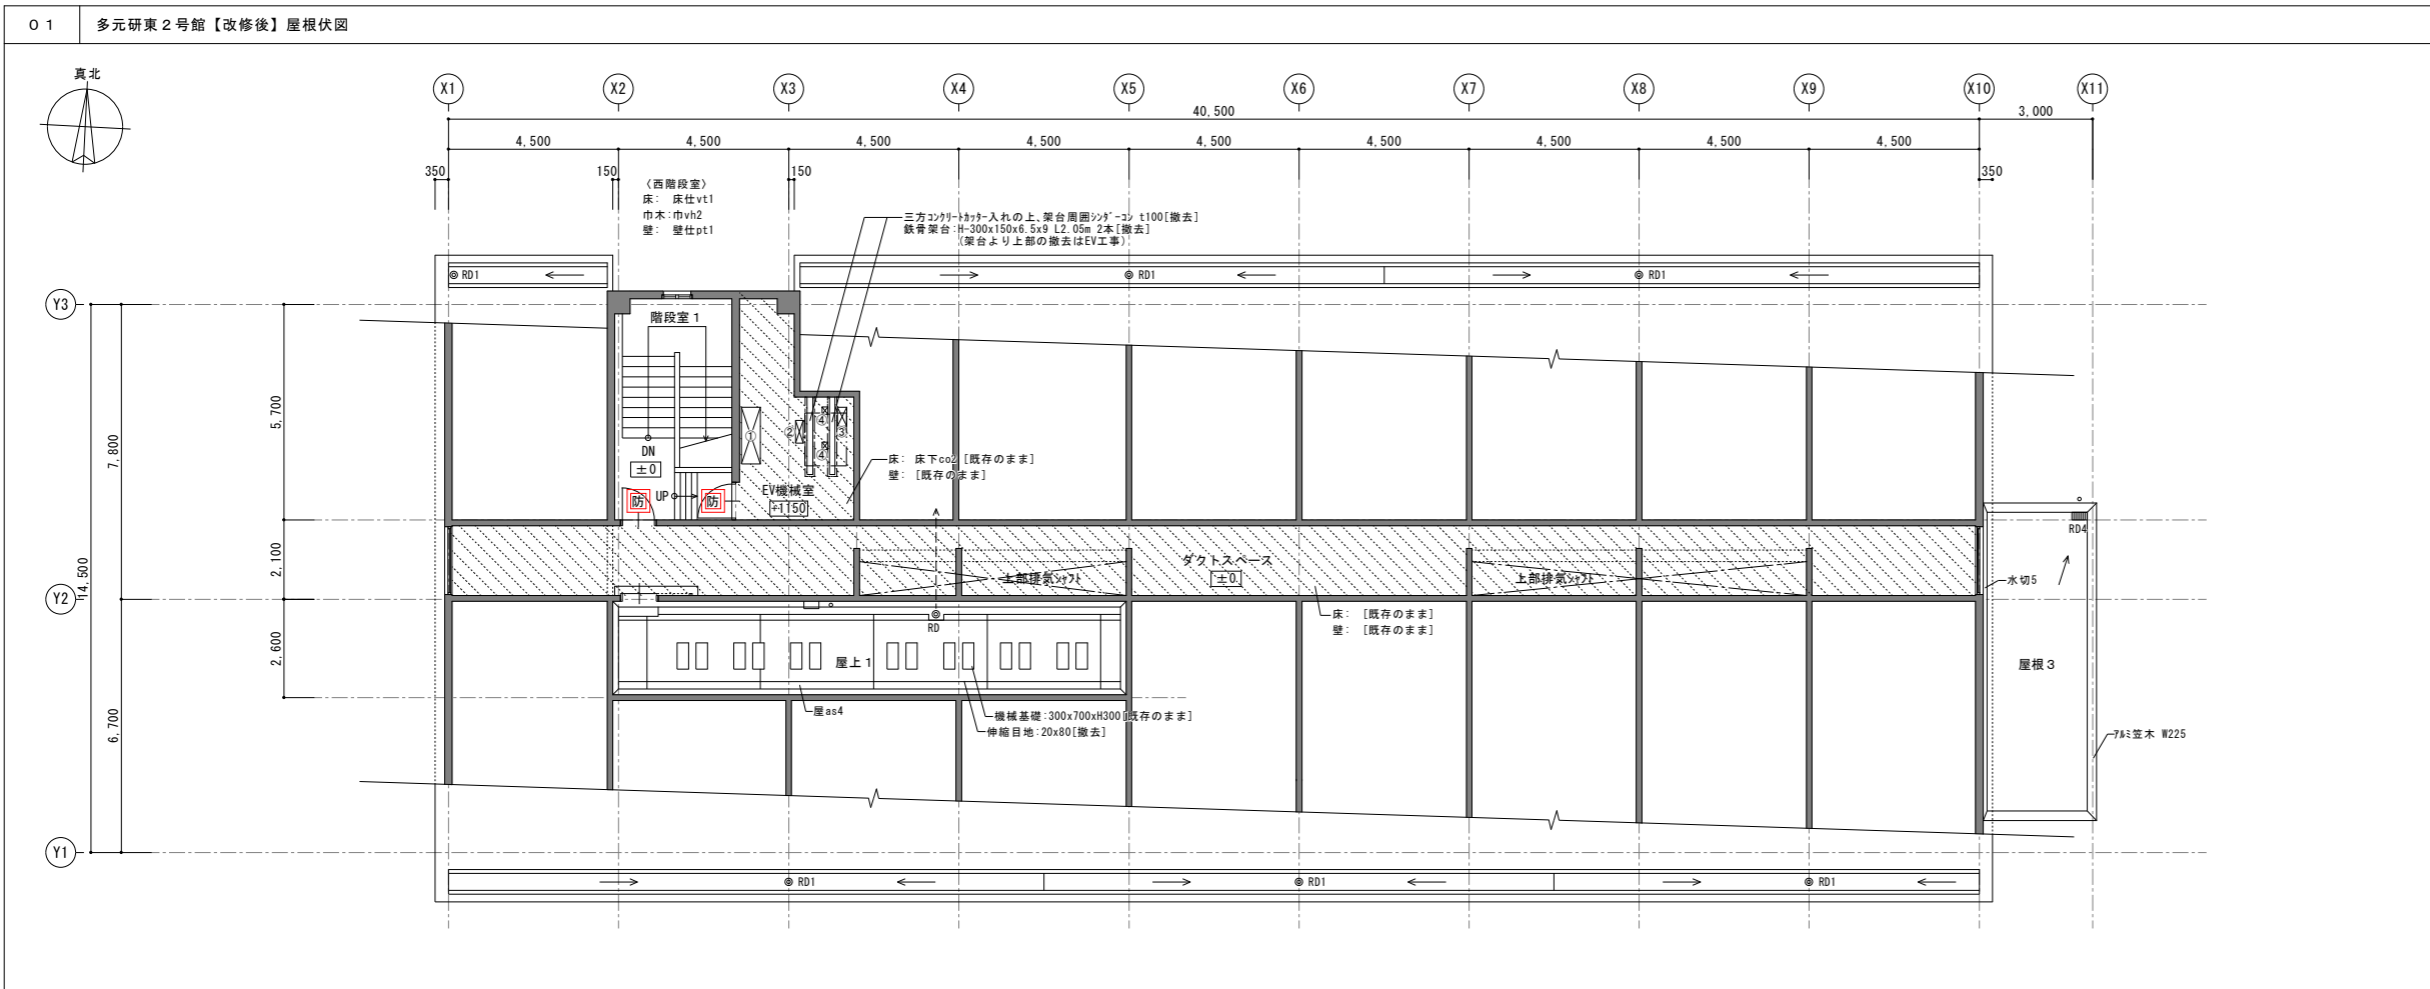 01 多元研東２号館【改修後】屋根伏図
真北
X1 X2 X3 X4 X5 X6 X7 X8 X9 X10 X11
40,500 3,000
4,500 4,500 4,500 4,500 4,500 4,500 4,500 4,500 4,500
350 150 150 350
〈西階段室〉
床： 床仕vt1
巾木：巾vh2
壁： 壁仕pt1
三方ｺﾝｸﾘｰﾄｶｯﾀｰ入れの上、架台周囲ｼﾝﾀﾞｰｺﾝ t100[撤去]
鉄骨架台：H-300x150x6.5x9 L2.05m 2本[撤去]
(架台より上部の撤去はEV工事)
RD1 RD1 RD1
Y3
階段室１
5,700
7,800
① ② ④ ③
④
DN
±0
床： 床下co2 [既存のまま]
壁： [既存のまま]
防 UP 防
EV機械室
+1150
RD4
2,100
14,500
ダクトスペース
±0
上部排気ｼｬﾌﾄ 上部排気ｼｬﾌﾄ
水切5
Y2
床： [既存のまま]
壁： [既存のまま]
RD
2,600
屋上１
屋根３
屋as4
機械基礎：300x700xH300[既存のまま]
伸縮目地：20x80[撤去]
6,700
ｱﾙﾐ笠木 W225
Y1
RD1 RD1 RD1